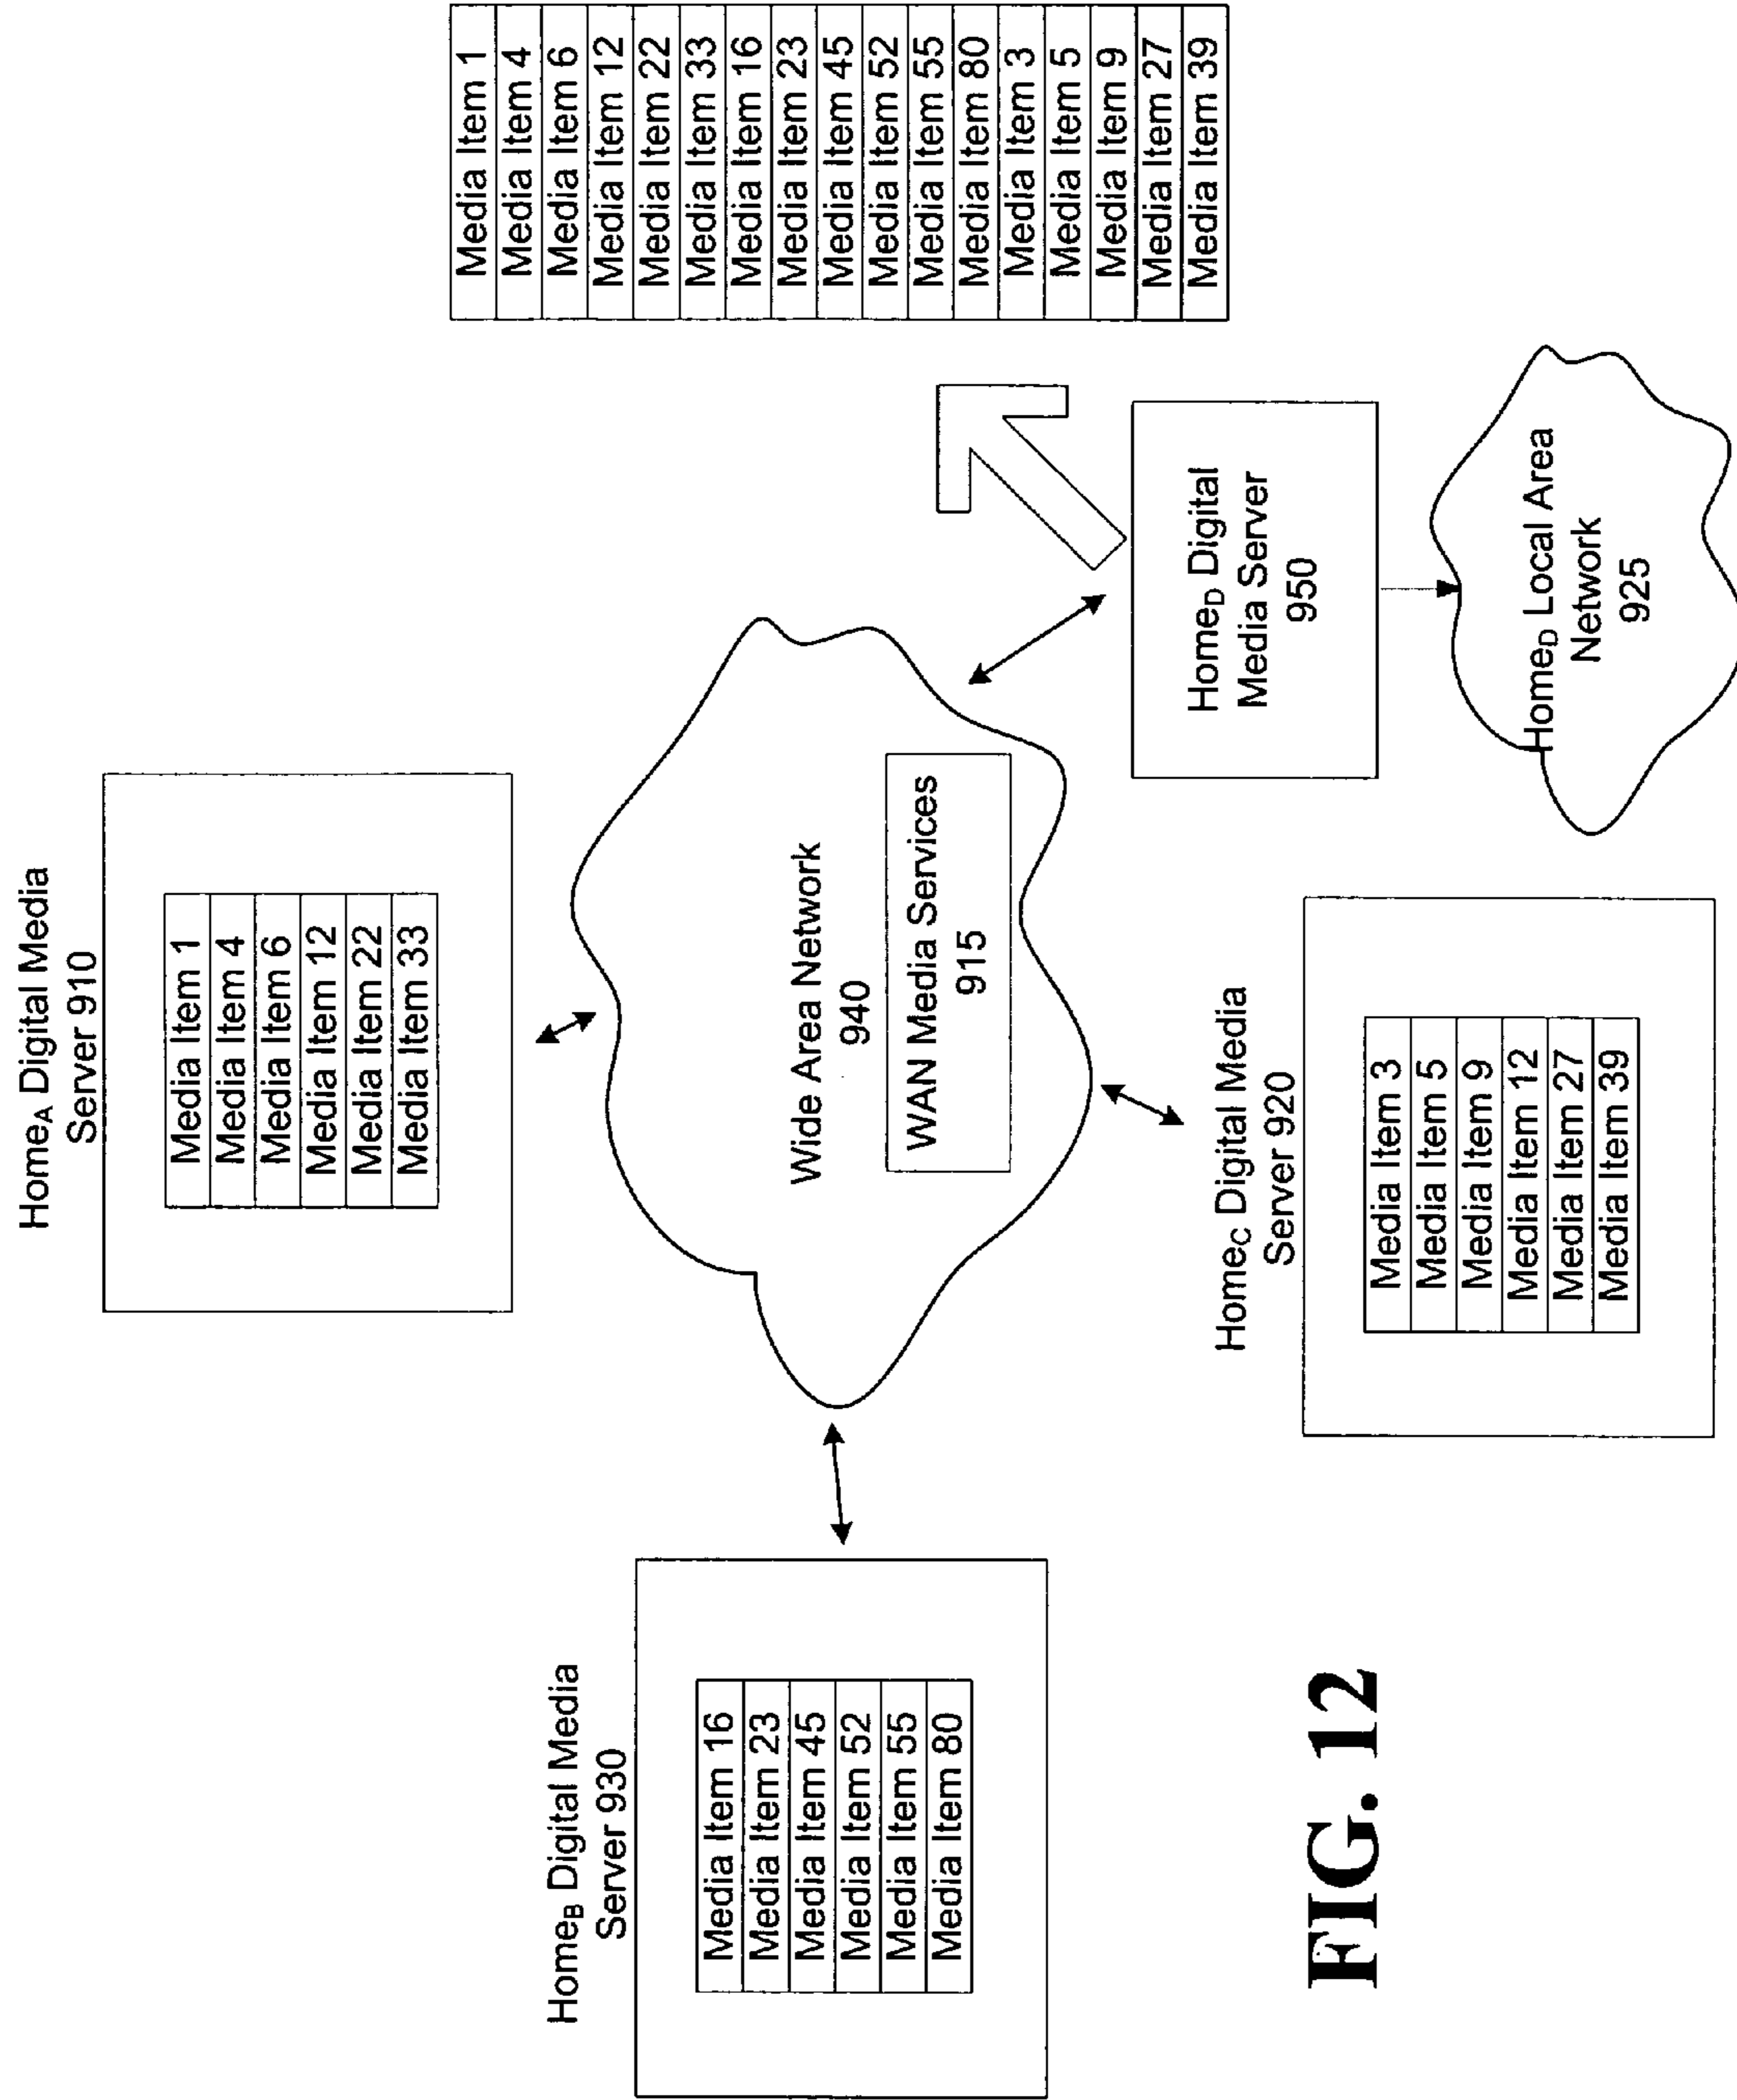 Home_A Digital Media
Server 910
Media Item 1
Media Item 4
Media Item 6
Media Item 12
Media Item 22
Media Item 33
Home_B Digital Media
Server 930
Media Item 16
Media Item 23
Media Item 45
Media Item 52
Media Item 55
Media Item 80
Wide Area Network
940
WAN Media Services
915
Home_C Digital Media
Server 920
Media Item 3
Media Item 5
Media Item 9
Media Item 12
Media Item 27
Media Item 39
Home_D Digital
Media Server
950
Home_D Local Area
Network
925
Media Item 1
Media Item 4
Media Item 6
Media Item 12
Media Item 22
Media Item 33
Media Item 16
Media Item 23
Media Item 45
Media Item 52
Media Item 55
Media Item 80
Media Item 3
Media Item 5
Media Item 9
Media Item 27
Media Item 39
FIG. 12